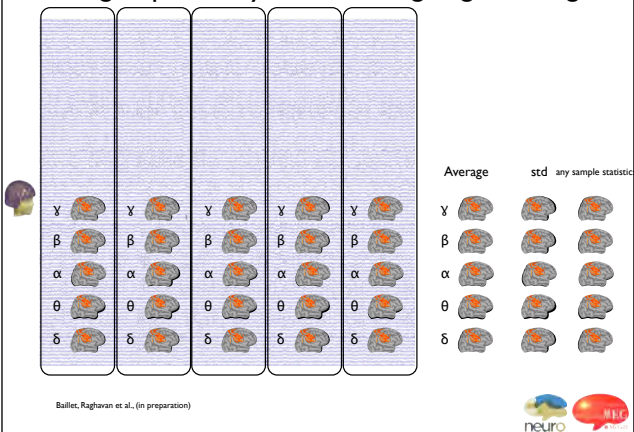 Average std any sample statistic
γ γ γ γ γ γ
β β β β β β
α α α α α α
θ θ θ θ θ θ
δ δ δ δ δ δ
Baillet, Raghavan et al., (in preparation)
neuro